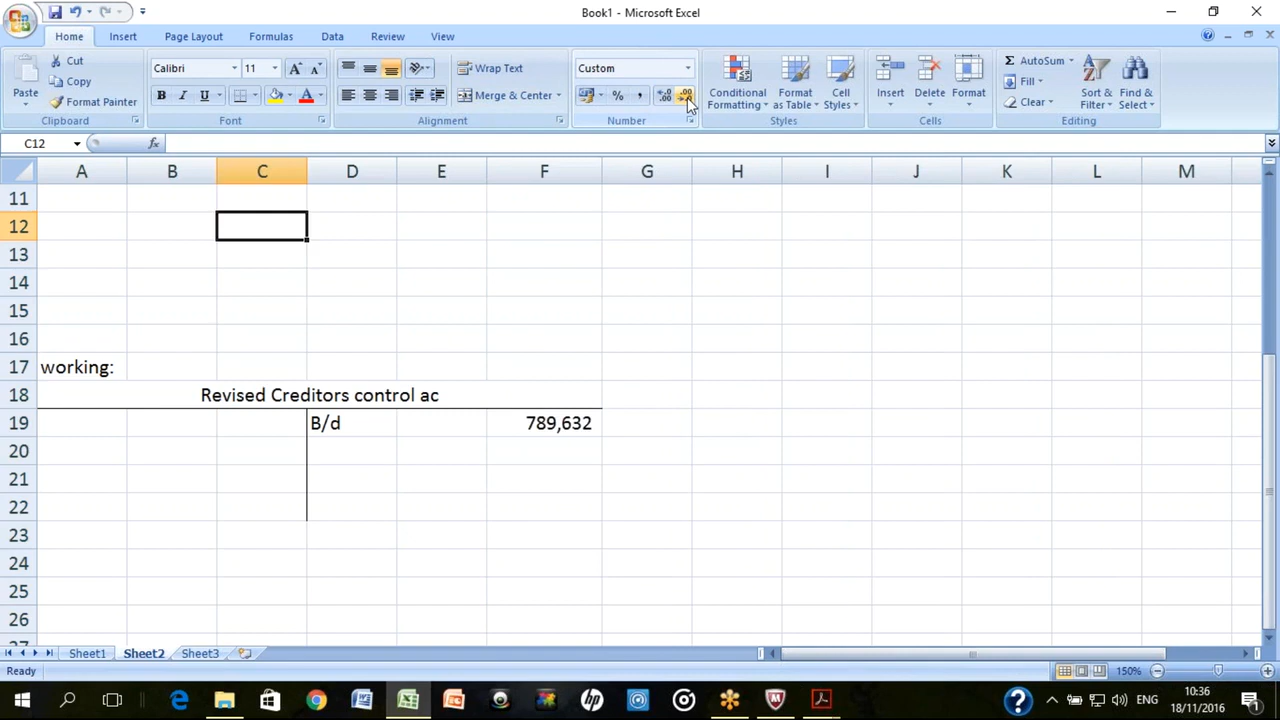 Book1 - Microsoft Excel
Home Insert Page Layout Formulas Data Review View
Paste
Cut
Copy
Format Painter
Clipboard
Calibri 11
B I U
A A
Font
Wrap Text
Merge & Center
Alignment
Custom
% ,
Number
Conditional Formatting
Format as Table
Cell Styles
Styles
Insert Delete Format
Cells
Σ AutoSum
Fill
Clear
Sort & Filter
Find & Select
Editing
C12 fx
A B C D E F G H I J K L M
11
12
13
14
15
16
17 working:
18 Revised Creditors control ac
19 B/d 789,632
20
21
22
23
24
25
26
27
Sheet1 Sheet2 Sheet3
Ready 150%
ENG 10:36
18/11/2016